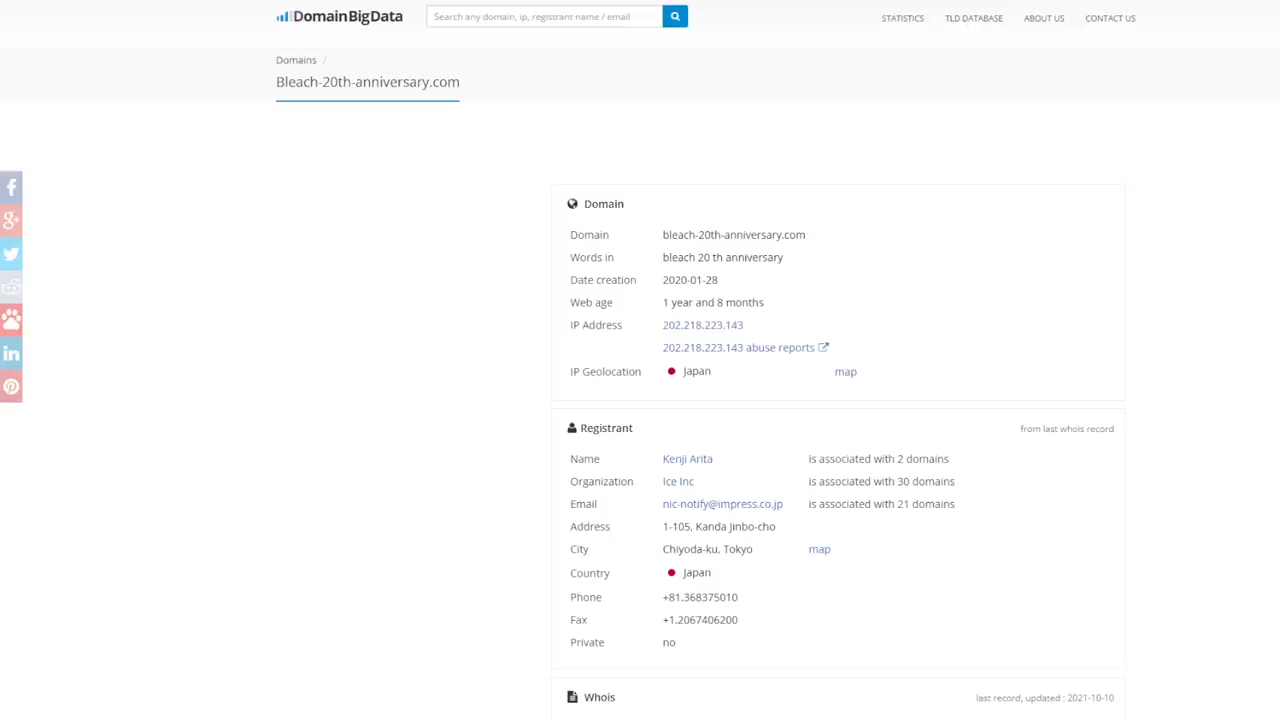 DomainBigData
Search any domain, ip, registrant name / email
STATISTICS TLD DATABASE ABOUT US CONTACT US
Domains /
Bleach-20th-anniversary.com
Domain
Domain bleach-20th-anniversary.com
Words in bleach 20 th anniversary
Date creation 2020-01-28
Web age 1 year and 8 months
IP Address 202.218.223.143
202.218.223.143 abuse reports
IP Geolocation Japan map
Registrant from last whois record
Name Kenji Arita is associated with 2 domains
Organization Ice Inc is associated with 30 domains
Email nic-notify@impress.co.jp is associated with 21 domains
Address 1-105, Kanda Jinbo-cho
City Chiyoda-ku, Tokyo map
Country Japan
Phone +81.368375010
Fax +1.2067406200
Private no
Whois last record, updated : 2021-10-10